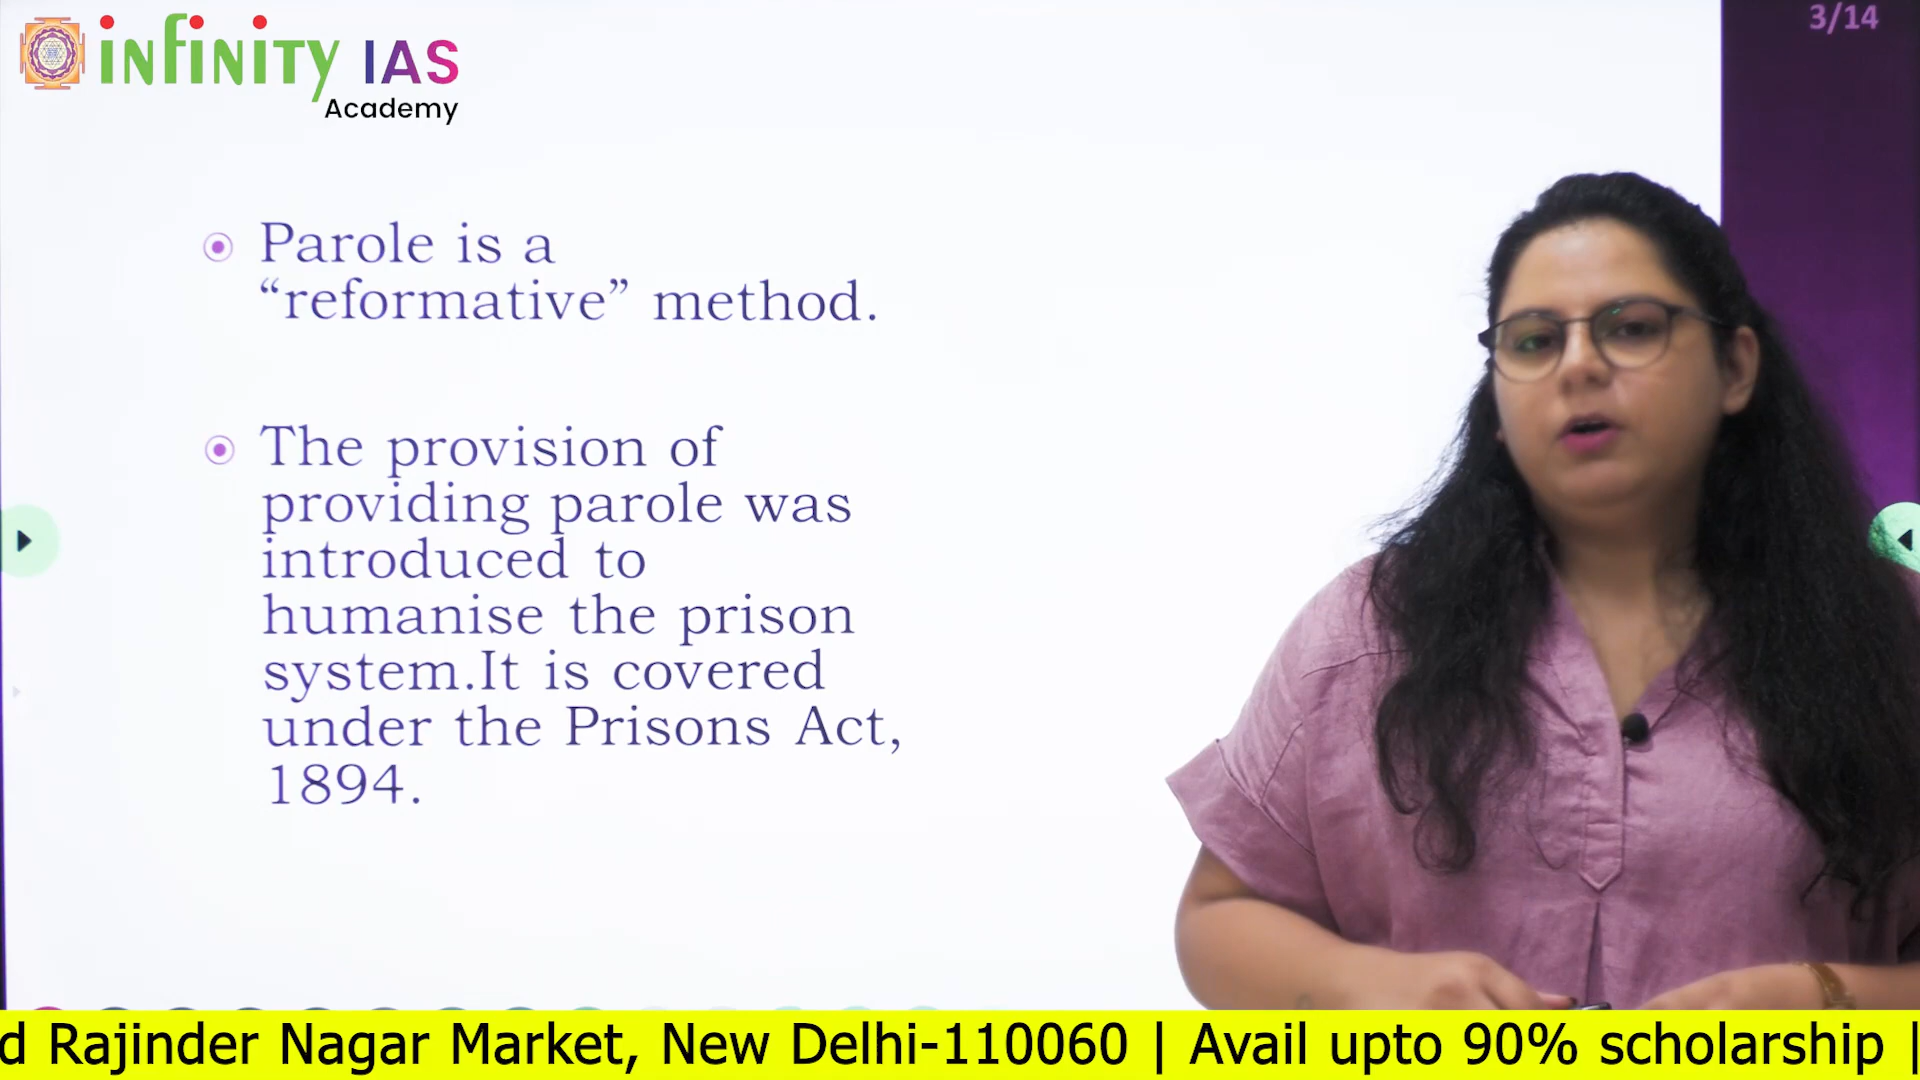 infinity IAS
Academy
3/14
Parole is a
“reformative” method.
The provision of
providing parole was
introduced to
humanise the prison
system.It is covered
under the Prisons Act,
1894.
d Rajinder Nagar Market, New Delhi-110060 | Avail upto 90% scholarship |